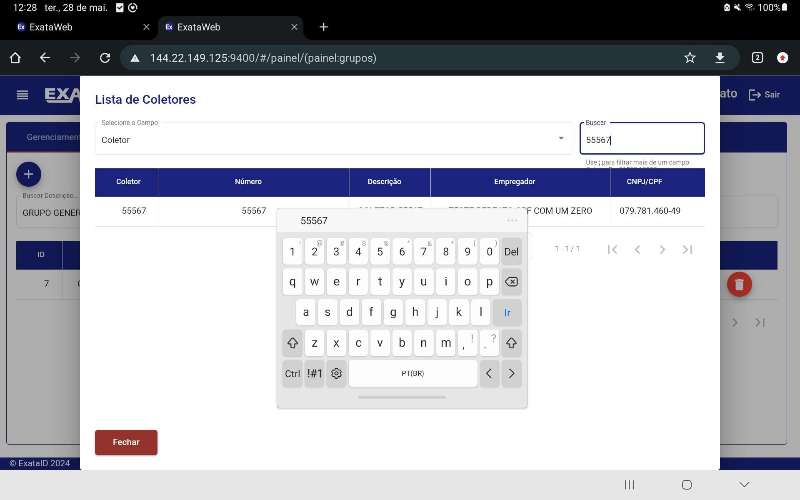 12:28 ter., 28 de mai.
100%
ExataWeb
ExataWeb
144.22.149.125:9400/#/painel/(painel:grupos)
2
EXA
ato
Sair
Lista de Coletores
Gerenciament
Selecione o Campo
Coletor
Buscar
55567
Use ; para filtrar mais de um campo
Buscar Descrição...
GRUPO GENER
Coletor Número Descrição Empregador CNPJ/CPF
55567 55567 COM UM ZERO 079.781.460-49
ID
7
1 - 1 / 1
55567
1 2 3 4 5 6 7 8 9 0 Del
q w e r t y u i o p
a s d f g h j k l Ir
z x c v b n m , ! . ?
Ctrl !#1 PT(BR)
Fechar
© ExataID 2024